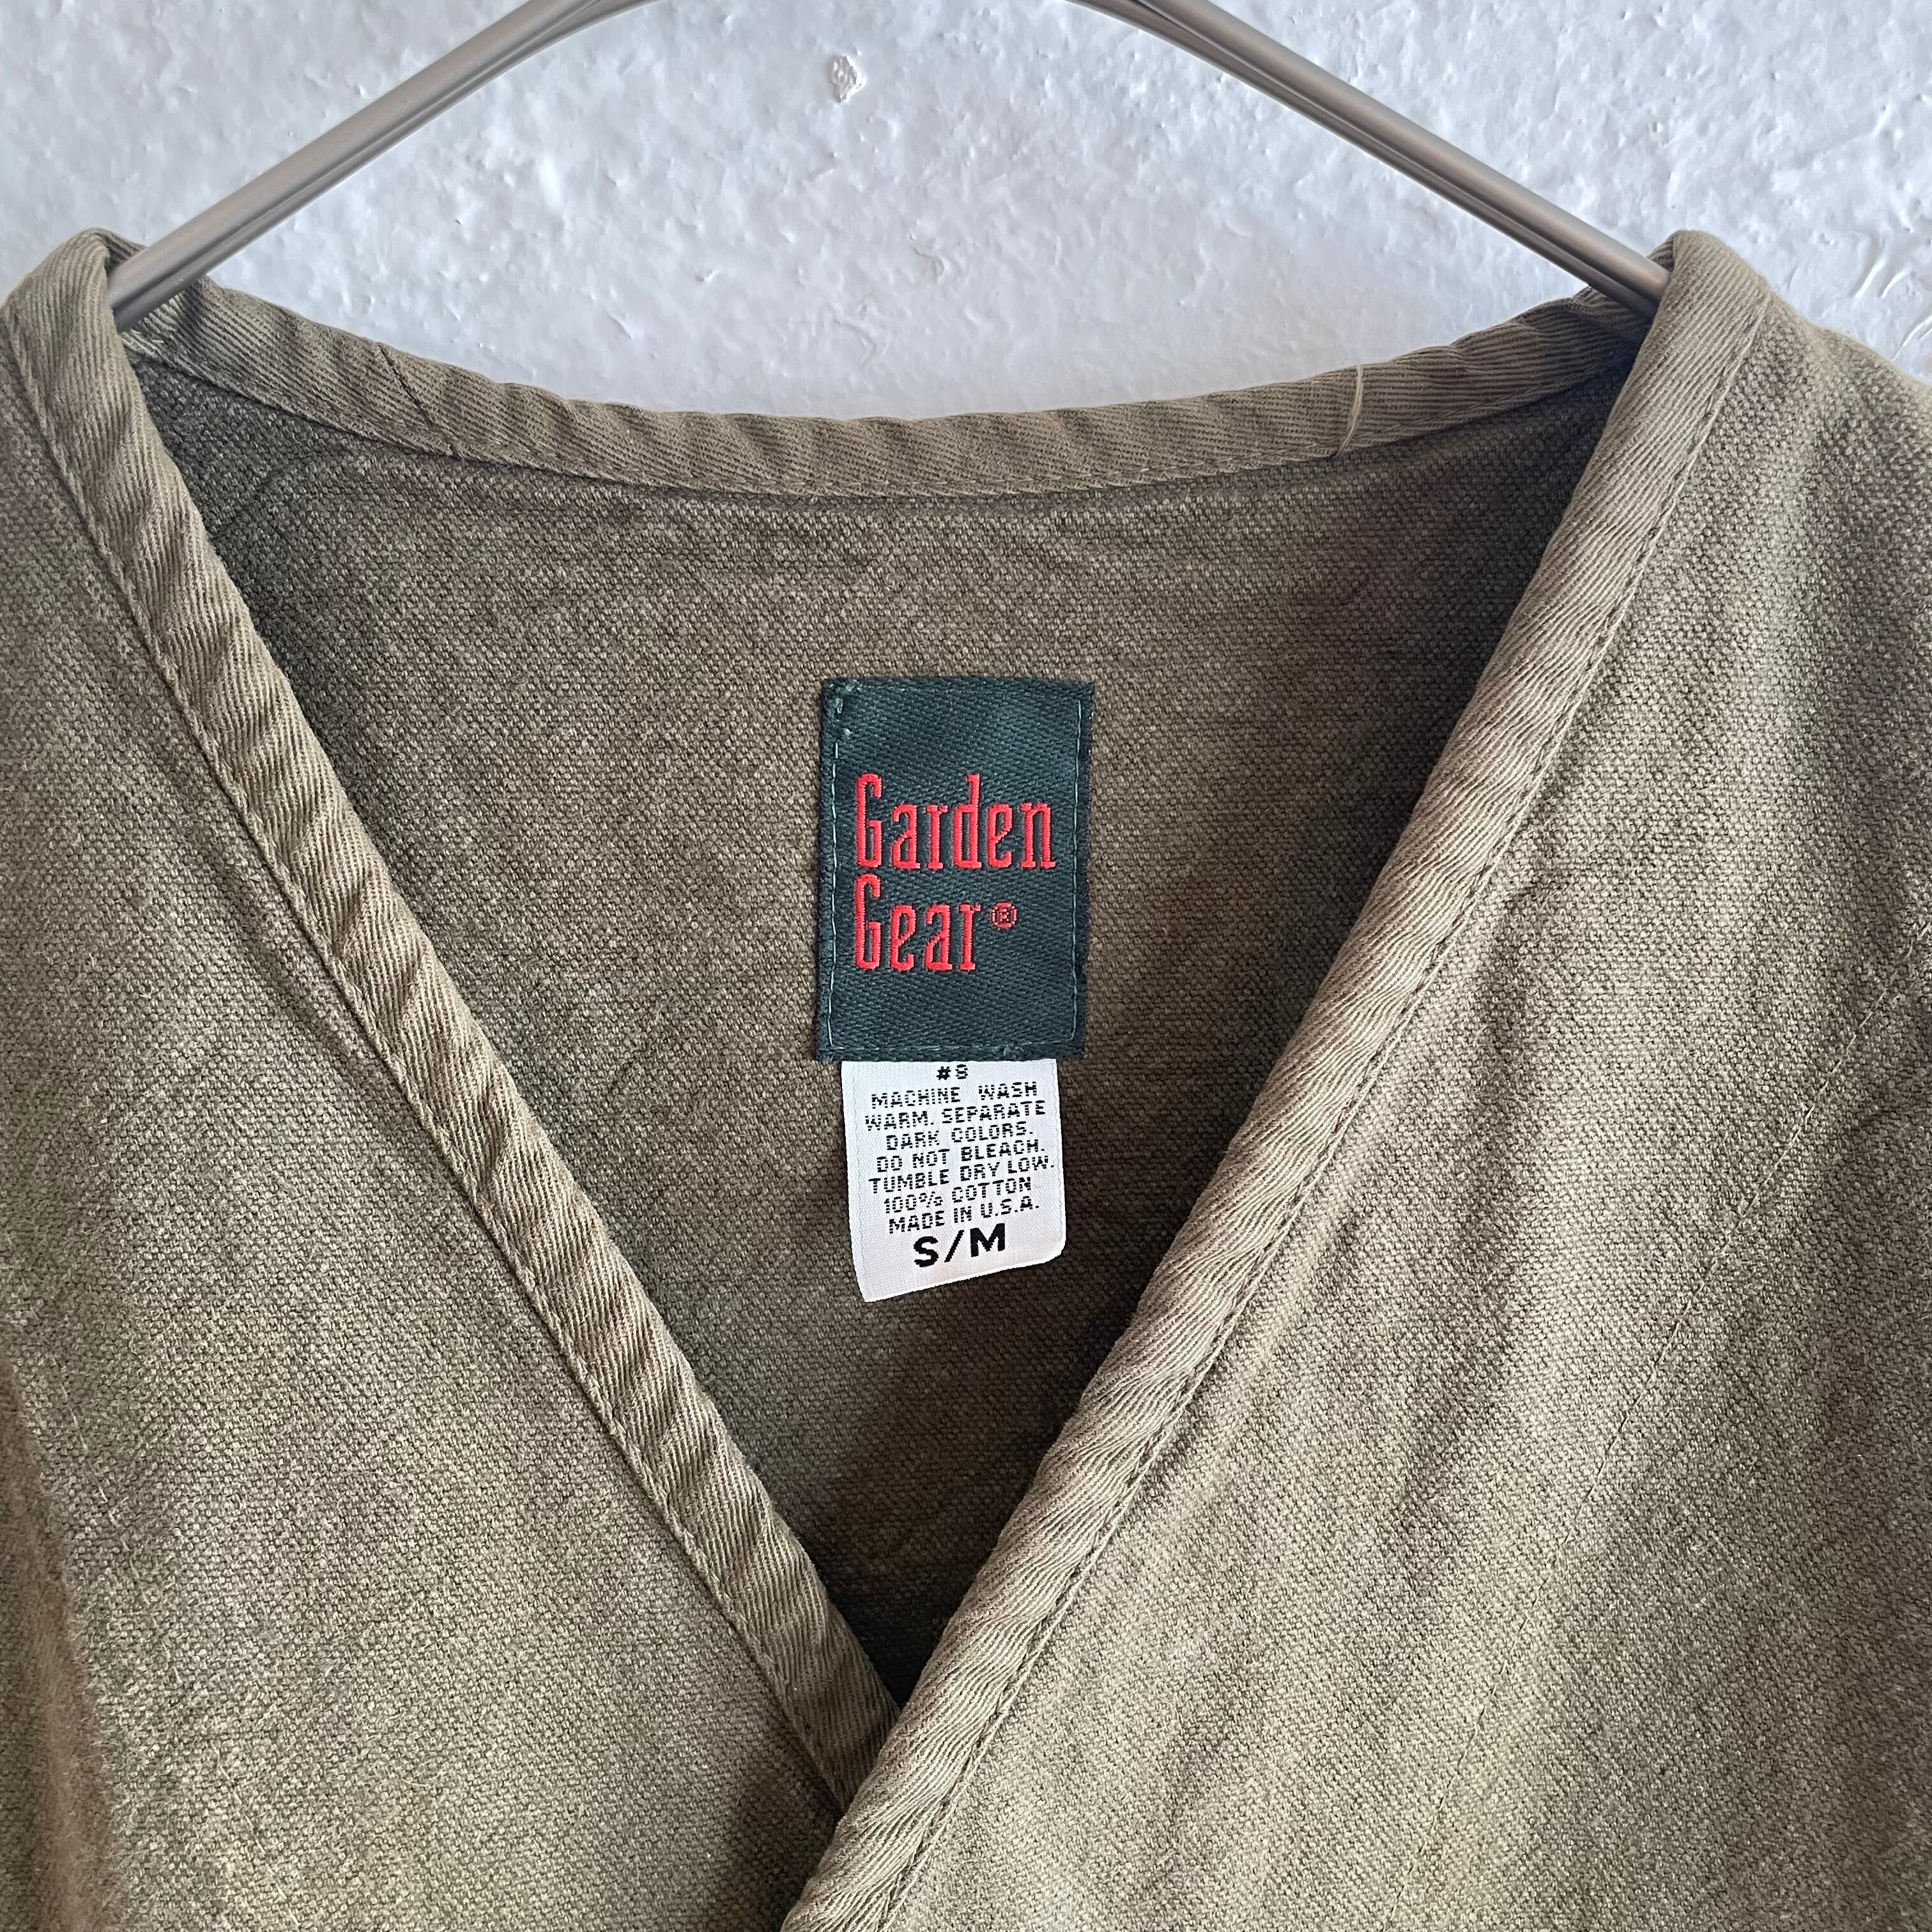 Garden
Gear®
#8
MACHINE WASH
WARM. SEPARATE
DARK COLORS.
DO NOT BLEACH.
TUMBLE DRY LOW.
100% COTTON
MADE IN U.S.A.
S/M